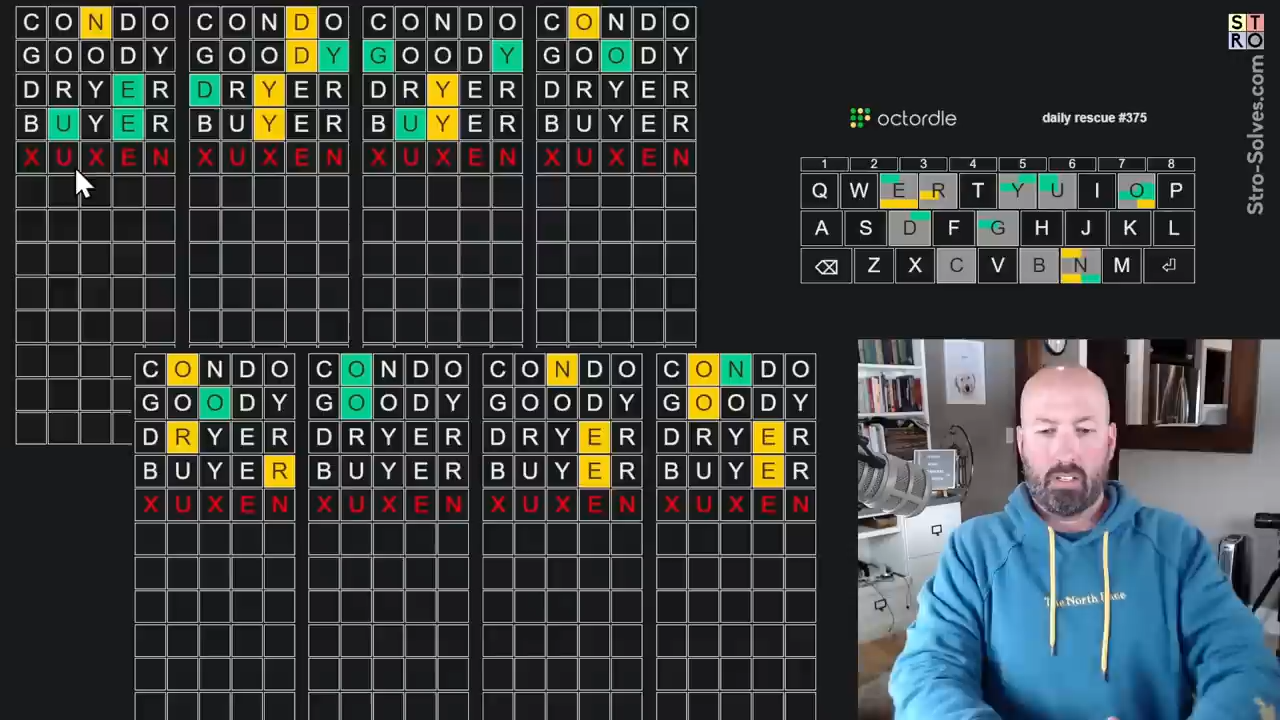 CONDO CONDO CONDO CONDO
GOODY GOODY GOODY GOODY
DRYER DRYER DRYER DRYER
BUYER BUYER BUYER BUYER
XUXEN XUXEN XUXEN XUXEN
CONDO CONDO CONDO CONDO
GOODY GOODY GOODY GOODY
DRYER DRYER DRYER DRYER
BUYER BUYER BUYER BUYER
XUXEN XUXEN XUXEN XUXEN
octordle daily rescue #375
1 2 3 4 5 6 7 8
Q W E R T Y U I O P
A S D F G H J K L
⌫ Z X C V B N M ⏎
ST
RO
Stro-Solves.com
The North Face